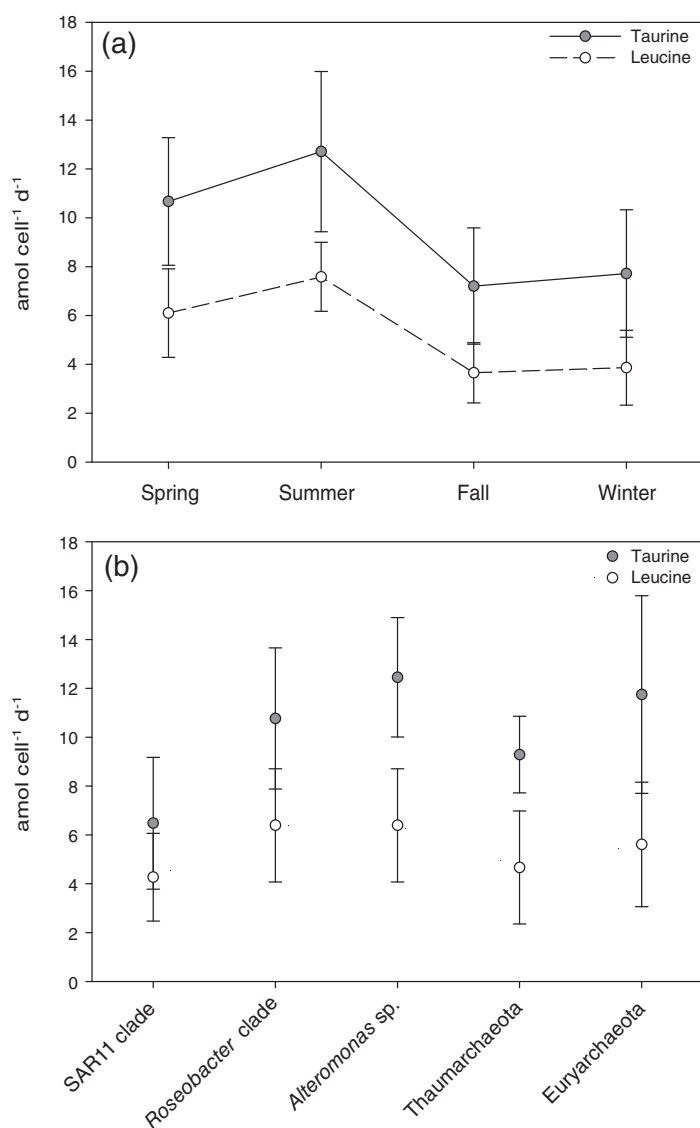 (a)
Taurine
Leucine
18
16
14
12
10
8
6
4
2
0
amol cell⁻¹ d⁻¹
Spring Summer Fall Winter
(b)
Taurine
Leucine
18
16
14
12
10
8
6
4
2
0
amol cell⁻¹ d⁻¹
SAR11 clade
Roseobacter clade
Alteromonas sp.
Thaumarchaeota
Euryarchaeota